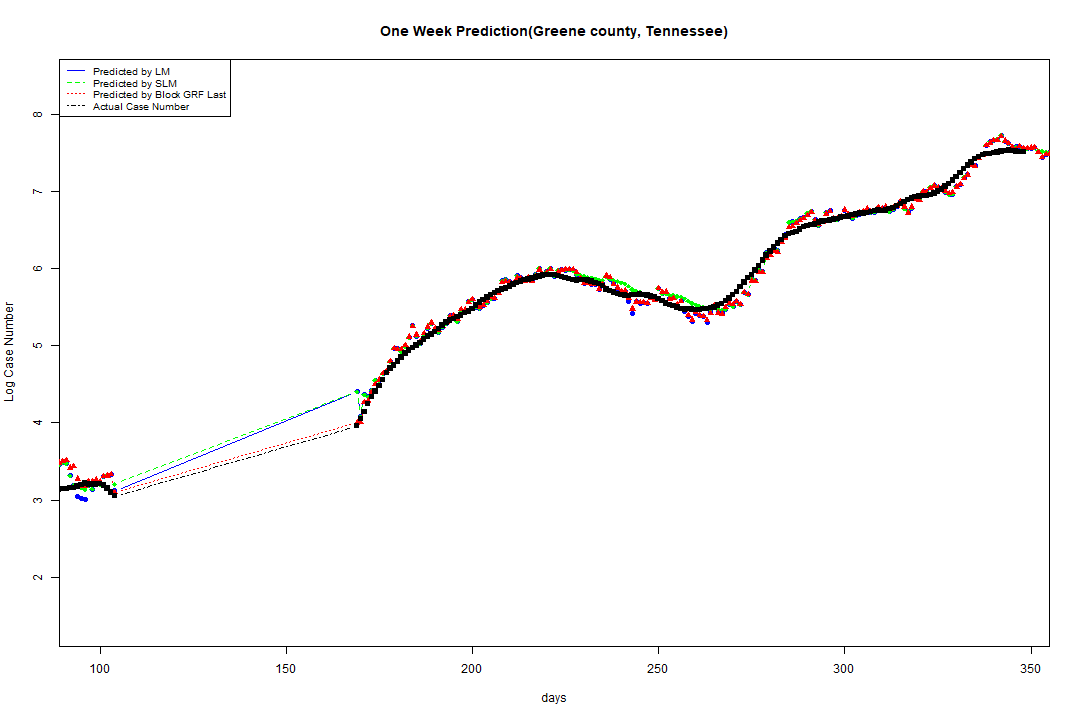 One Week Prediction(Greene county, Tennessee)
Predicted by LM
Predicted by SLM
Predicted by Block GRF Last
Actual Case Number
8
7
6
5
4
3
2
Log Case Number
100 150 200 250 300 350
days